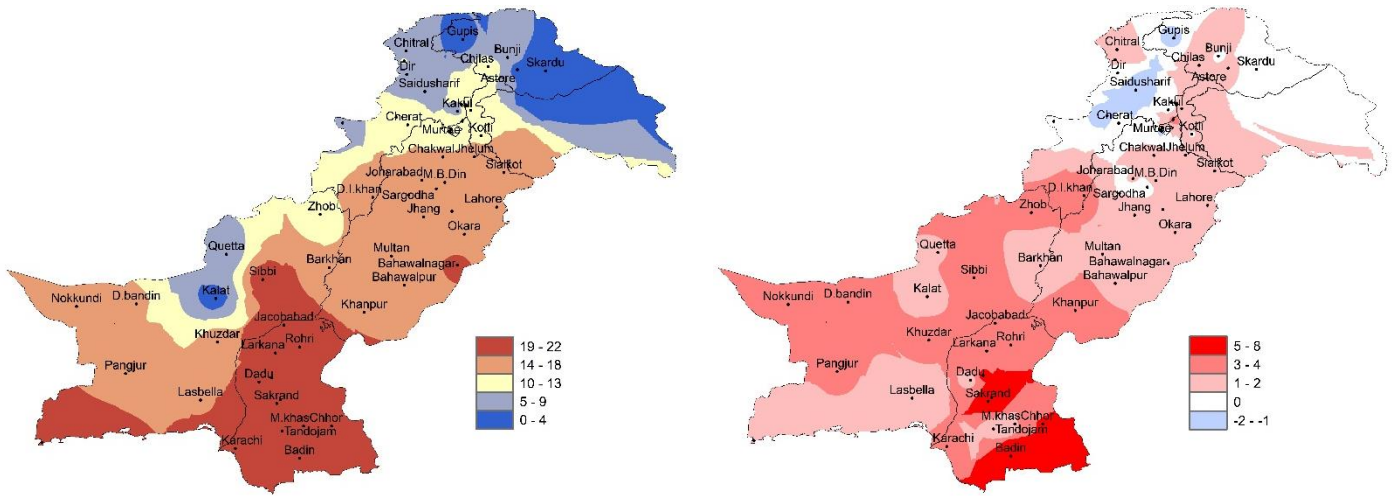 Gupis
Chitral
Bunji
Chilas
Skardu
Dir
Astore
Saidusharif
Kakul
Cherat
Murree
Kotli
ChakwalJhelum
Sialkot
Joharabad
M.B.Din
D.I.khan
Sargodha
Lahore
Zhob
Jhang
Okara
Quetta
Multan
Barkhan
Bahawalnagar
Sibbi
Bahawalpur
Kalat
Nokkundi
D.bandin
Khanpur
Jacobabad
Khuzdar
Rohri
Larkana
Pangjur
Dadu
Lasbella
Sakrand
M.khasChhor
Tandojam
Karachi
Badin
19 - 22
14 - 18
10 - 13
5 - 9
0 - 4
Gupis
Chitral
Bunji
Chilas
Skardu
Dir
Astore
Saidusharif
Kakul
Cherat
Murree
Kotli
ChakwalJhelum
Sialkot
Joharabad
M.B.Din
D.I.khan
Sargodha
Lahore
Zhob
Jhang
Okara
Quetta
Multan
Barkhan
Bahawalnagar
Sibbi
Bahawalpur
Kalat
Nokkundi
D.bandin
Khanpur
Jacobabad
Khuzdar
Rohri
Larkana
Pangjur
Dadu
Lasbella
Sakrand
M.khasChhor
Tandojam
Karachi
Badin
5 - 8
3 - 4
1 - 2
0
-2 - -1